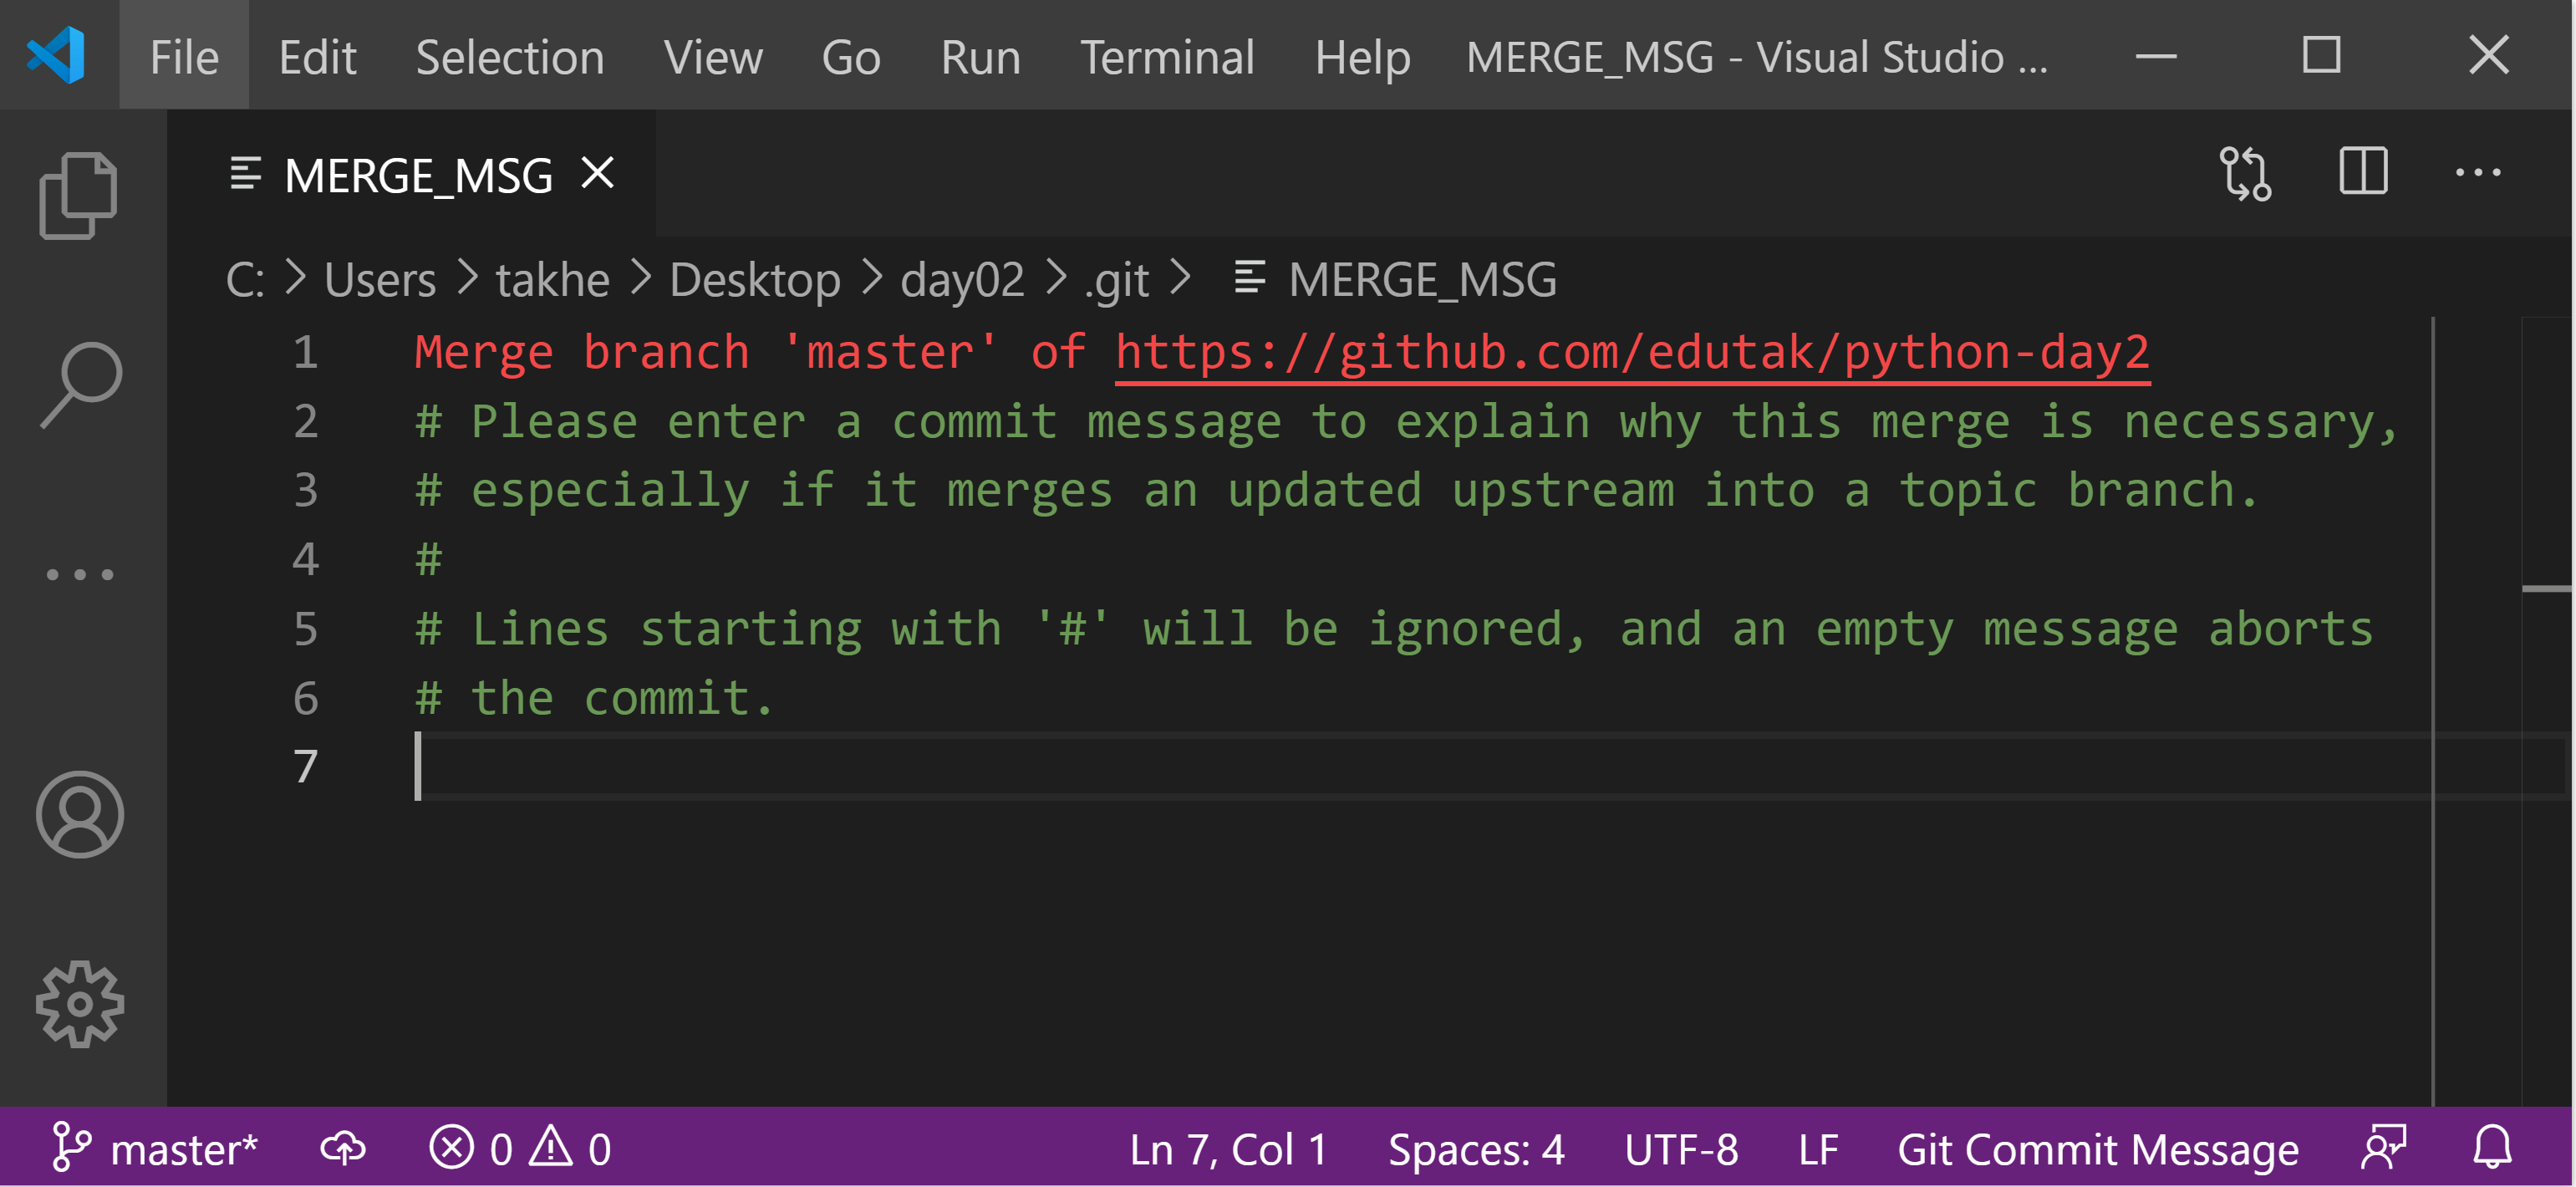 File Edit Selection View Go Run Terminal Help MERGE_MSG - Visual Studio ...
MERGE_MSG
C: > Users > takhe > Desktop > day02 > .git > MERGE_MSG
1 Merge branch 'master' of https://github.com/edutak/python-day2
2 # Please enter a commit message to explain why this merge is necessary,
3 # especially if it merges an updated upstream into a topic branch.
4 #
5 # Lines starting with '#' will be ignored, and an empty message aborts
6 # the commit.
7
master* 0 0 Ln 7, Col 1 Spaces: 4 UTF-8 LF Git Commit Message